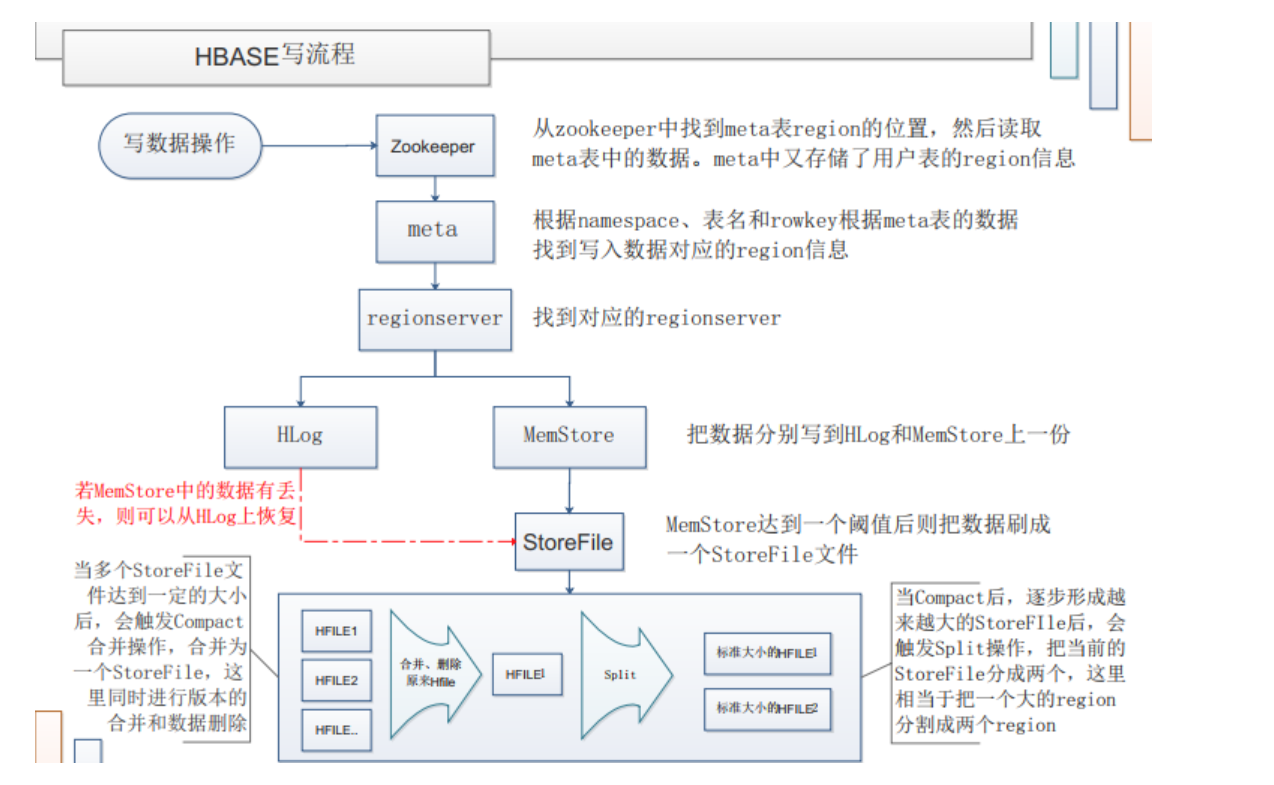 HBASE写流程
写数据操作
Zookeeper
从zookeeper中找到meta表region的位置，然后读取
meta表中的数据。meta中又存储了用户表的region信息
meta
根据namespace、表名和rowkey根据meta表的数据
找到写入数据对应的region信息
regionserver
找到对应的regionserver
HLog
MemStore
把数据分别写到HLog和MemStore上一份
若MemStore中的数据有丢
失，则可以从HLog上恢复
StoreFile
MemStore达到一个阈值后则把数据刷成
一个StoreFile文件
当多个StoreFile文
件达到一定的大小
后，会触发Compact
合并操作，合并为
一个StoreFile，这
里同时进行版本的
合并和数据删除
HFILE1
HFILE2
HFILE..
合并、删除
原来Hfile
HFILE1
Split
标准大小的HFILE1
标准大小的HFILE2
当Compact后，逐步形成越
来越大的StoreFIle后，会
触发Split操作，把当前的
StoreFile分成两个，这里
相当于把一个大的region
分割成两个region